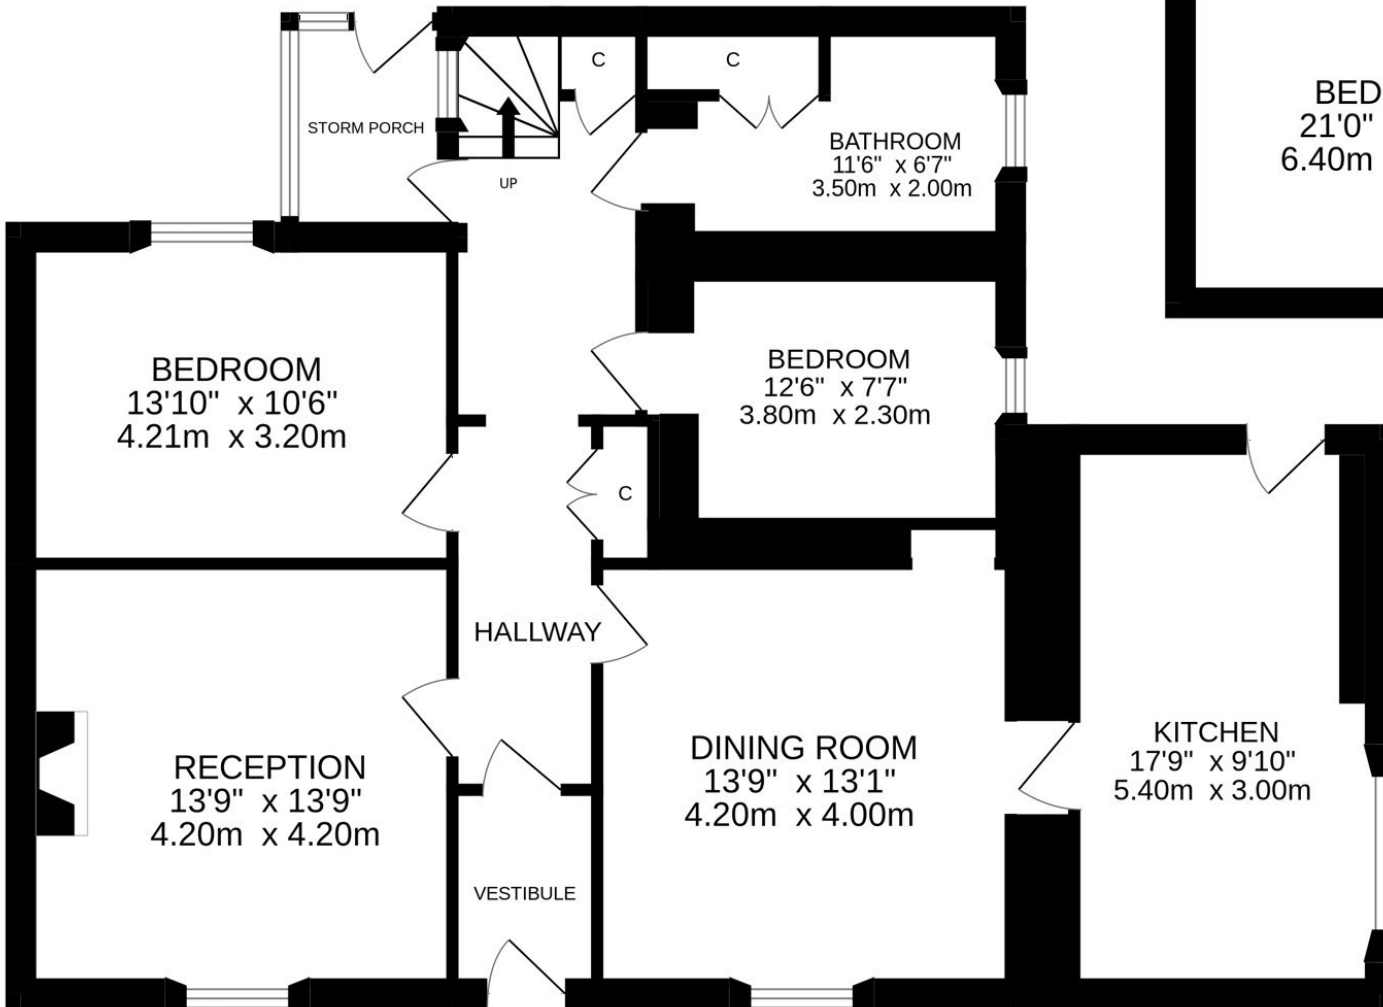 C
C
STORM PORCH
BATHROOM
11'6" x 6'7"
3.50m x 2.00m
UP
BED
21'0"
6.40m
BEDROOM
13'10" x 10'6"
4.21m x 3.20m
BEDROOM
12'6" x 7'7"
3.80m x 2.30m
C
HALLWAY
RECEPTION
13'9" x 13'9"
4.20m x 4.20m
DINING ROOM
13'9" x 13'1"
4.20m x 4.00m
KITCHEN
17'9" x 9'10"
5.40m x 3.00m
VESTIBULE